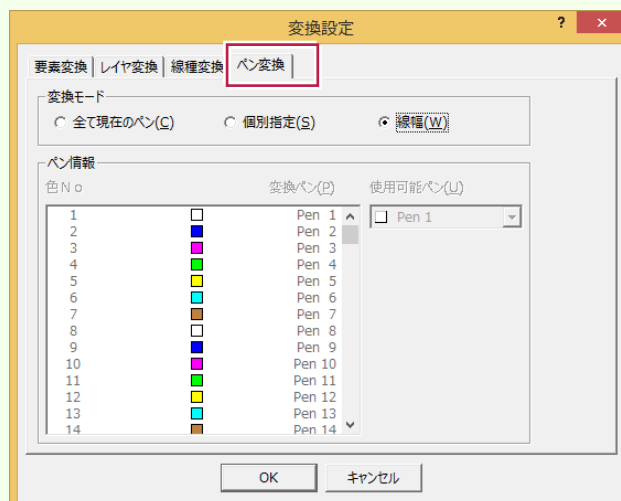 変換設定
? ×
要素変換 レイヤ変換 線種変換 ペン変換
変換モード
全て現在のペン(C) 個別指定(S) 線幅(W)
ペン情報
色No 変換ペン(P) 使用可能ペン(U)
1 Pen 1 Pen 1
2 Pen 2
3 Pen 3
4 Pen 4
5 Pen 5
6 Pen 6
7 Pen 7
8 Pen 8
9 Pen 9
10 Pen 10
11 Pen 11
12 Pen 12
13 Pen 13
14 Pen 14
OK キャンセル